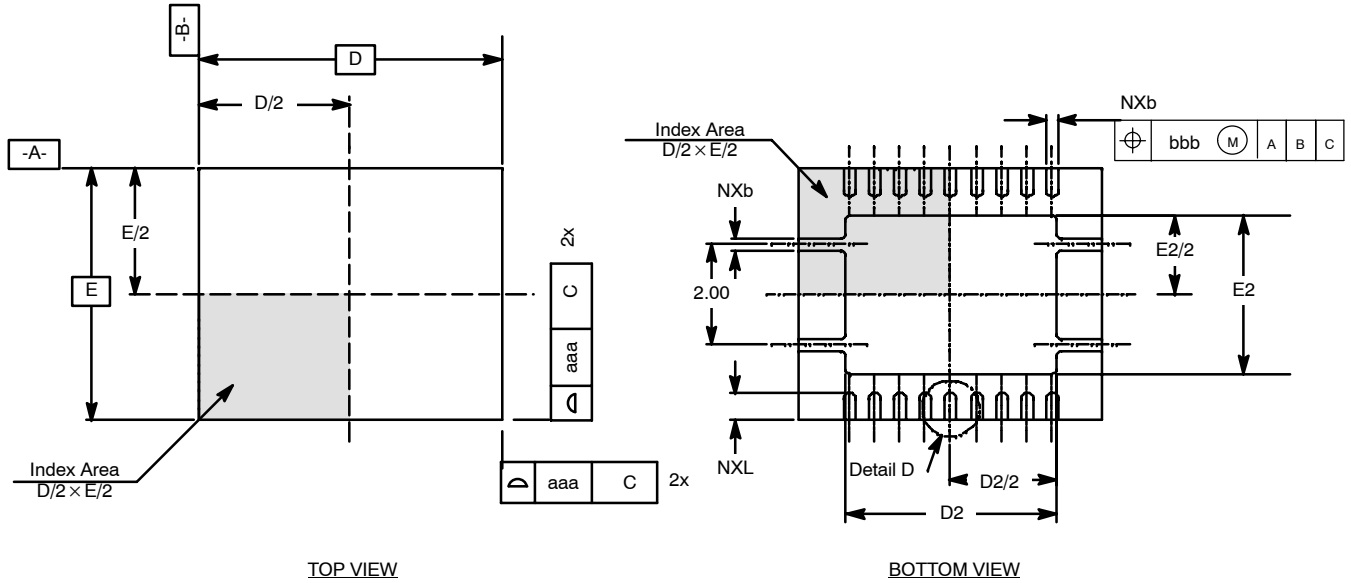 -B-
D
D/2
-A-
E/2
E
2x
C
aaa
Index Area
D/2 × E/2
aaa C 2x
TOP VIEW
NXb
bbb M A B C
Index Area
D/2 × E/2
NXb
2.00
E2/2
E2
NXL
Detail D
D2/2
D2
BOTTOM VIEW